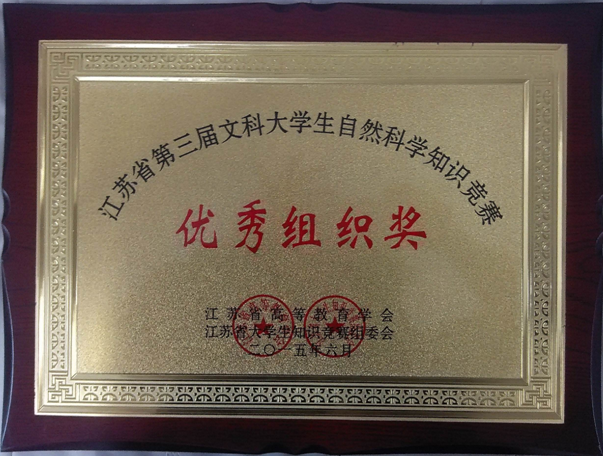 江苏省第三届文科大学生自然科学知识竞赛
优秀组织奖
江苏省高等教育学会
江苏省大学生知识竞赛组委会
二〇一五年六月